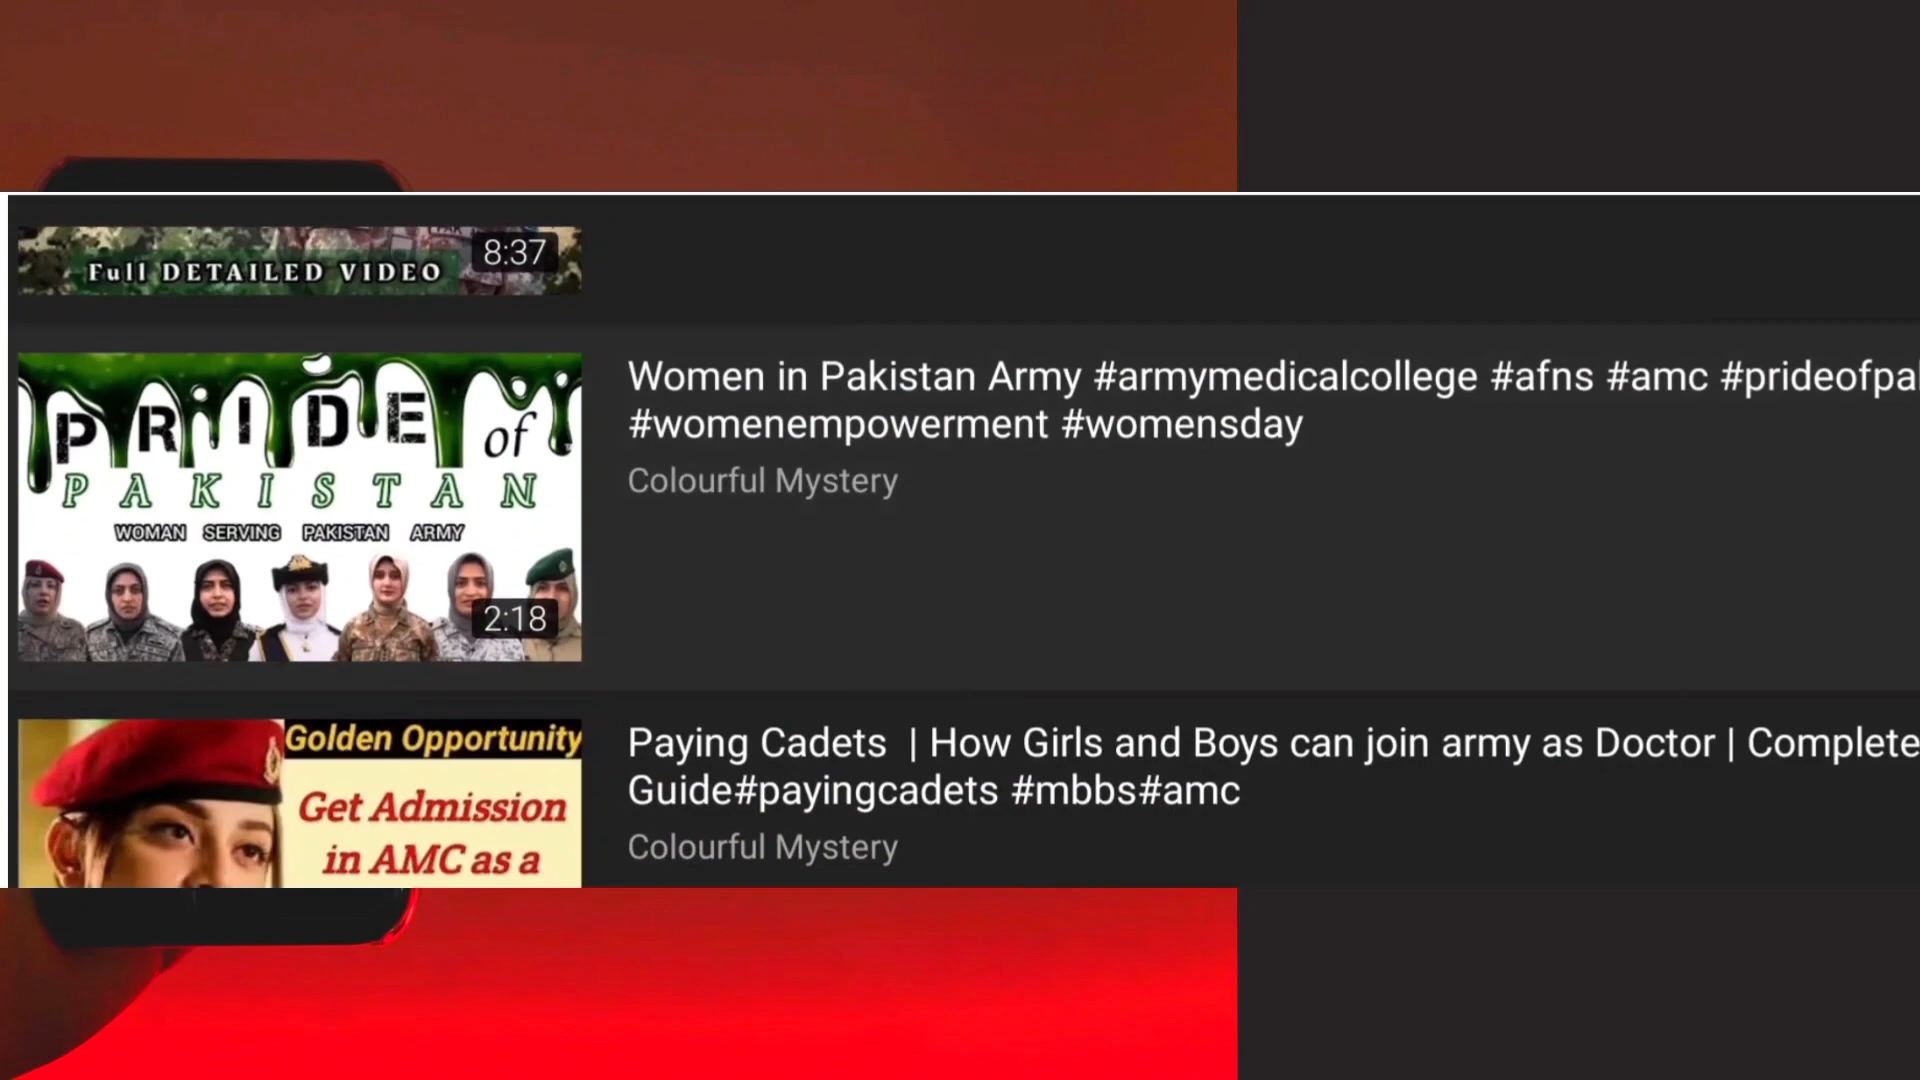 Full DETAILED VIDEO
8:37
PRIDE of
PAKISTAN
WOMAN SERVING PAKISTAN ARMY
2:18
Women in Pakistan Army #armymedicalcollege #afns #amc #prideofpa
#womenempowerment #womensday
Colourful Mystery
Golden Opportunity
Get Admission
in AMC as a
Paying Cadets | How Girls and Boys can join army as Doctor | Complete
Guide#payingcadets #mbbs#amc
Colourful Mystery